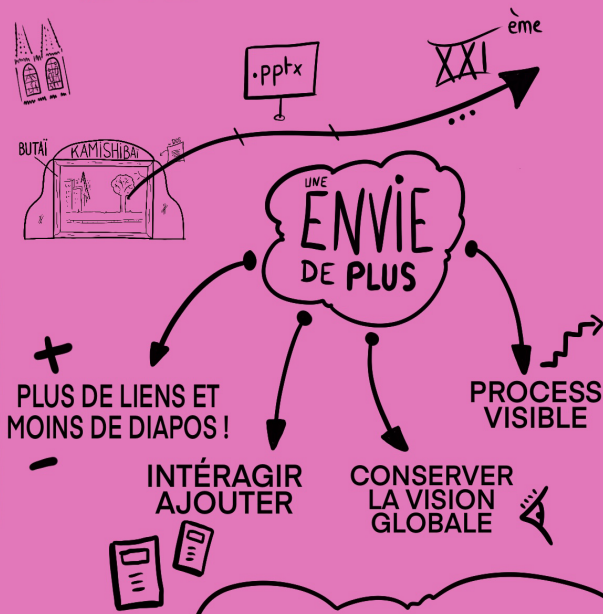 ème
XXI
.pptx
BUTAÏ
KAMISHIBAÏ
UNE
ENVIE
DE PLUS
PLUS DE LIENS ET
MOINS DE DIAPOS !
PROCESS
VISIBLE
INTÉRAGIR
AJOUTER
CONSERVER
LA VISION
GLOBALE